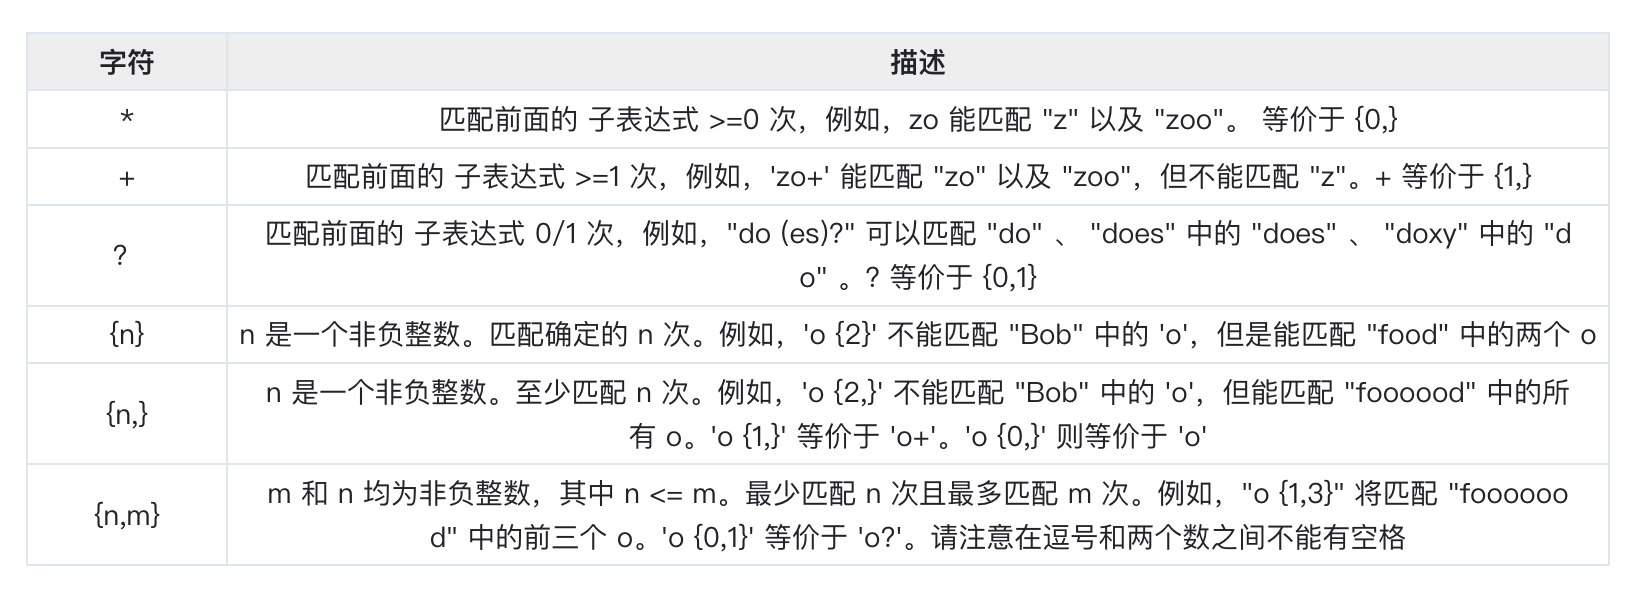 字符 描述
* 匹配前面的 子表达式 >=0 次，例如，zo 能匹配 "z" 以及 "zoo"。 等价于 {0,}
+ 匹配前面的 子表达式 >=1 次，例如，'zo+' 能匹配 "zo" 以及 "zoo"，但不能匹配 "z"。+ 等价于 {1,}
? 匹配前面的 子表达式 0/1 次，例如，"do (es)?" 可以匹配 "do" 、 "does" 中的 "does" 、 "doxy" 中的 "d
o" 。? 等价于 {0,1}
{n} n 是一个非负整数。匹配确定的 n 次。例如，'o {2}' 不能匹配 "Bob" 中的 'o'，但是能匹配 "food" 中的两个 o
{n,} n 是一个非负整数。至少匹配 n 次。例如，'o {2,}' 不能匹配 "Bob" 中的 'o'，但能匹配 "foooood" 中的所
有 o。'o {1,}' 等价于 'o+'。'o {0,}' 则等价于 'o'
{n,m} m 和 n 均为非负整数，其中 n <= m。最少匹配 n 次且最多匹配 m 次。例如，"o {1,3}" 将匹配 "foooooo
d" 中的前三个 o。'o {0,1}' 等价于 'o?'。请注意在逗号和两个数之间不能有空格